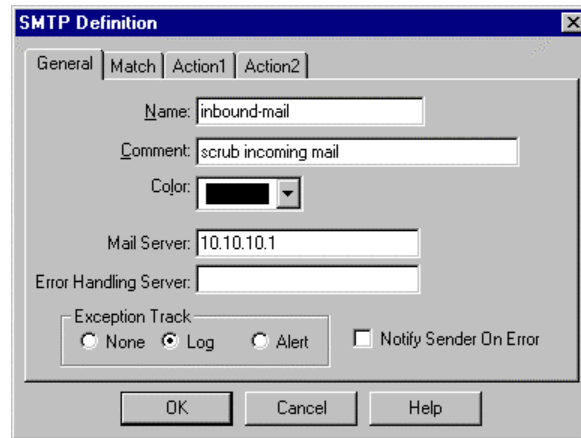 SMTP Definition
General Match Action1 Action2
Name: inbound-mail
Comment: scrub incoming mail
Color:
Mail Server: 10.10.10.1
Error Handling Server:
Exception Track
None Log Alert Notify Sender On Error
OK Cancel Help